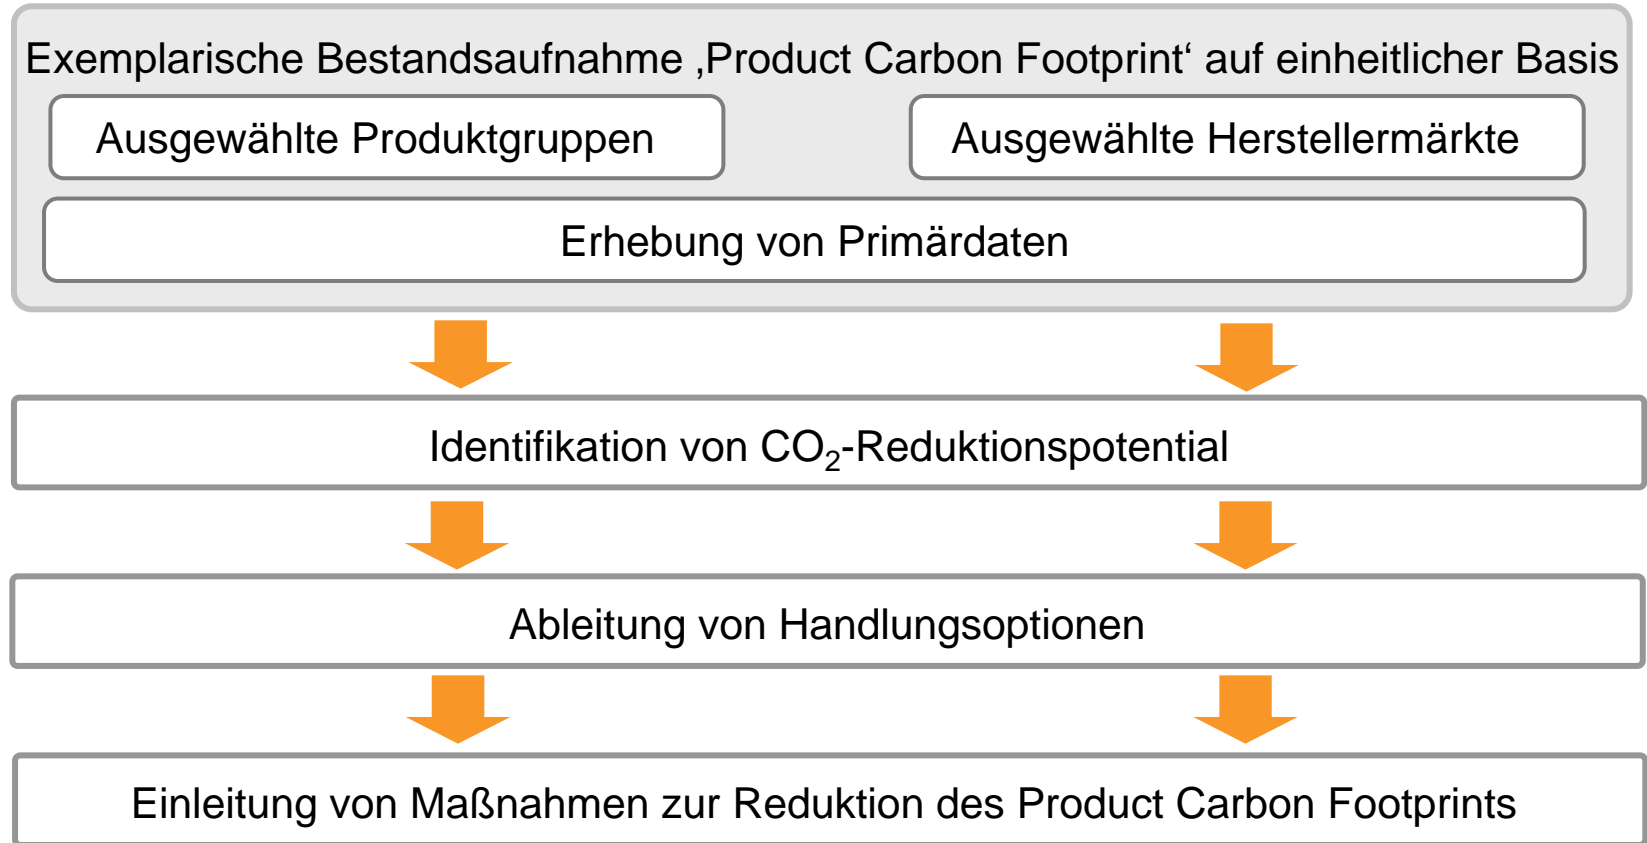 Exemplarische Bestandsaufnahme ‚Product Carbon Footprint‘ auf einheitlicher Basis
Ausgewählte Produktgruppen
Ausgewählte Herstellermärkte
Erhebung von Primärdaten
Identifikation von CO₂-Reduktionspotential
Ableitung von Handlungsoptionen
Einleitung von Maßnahmen zur Reduktion des Product Carbon Footprints